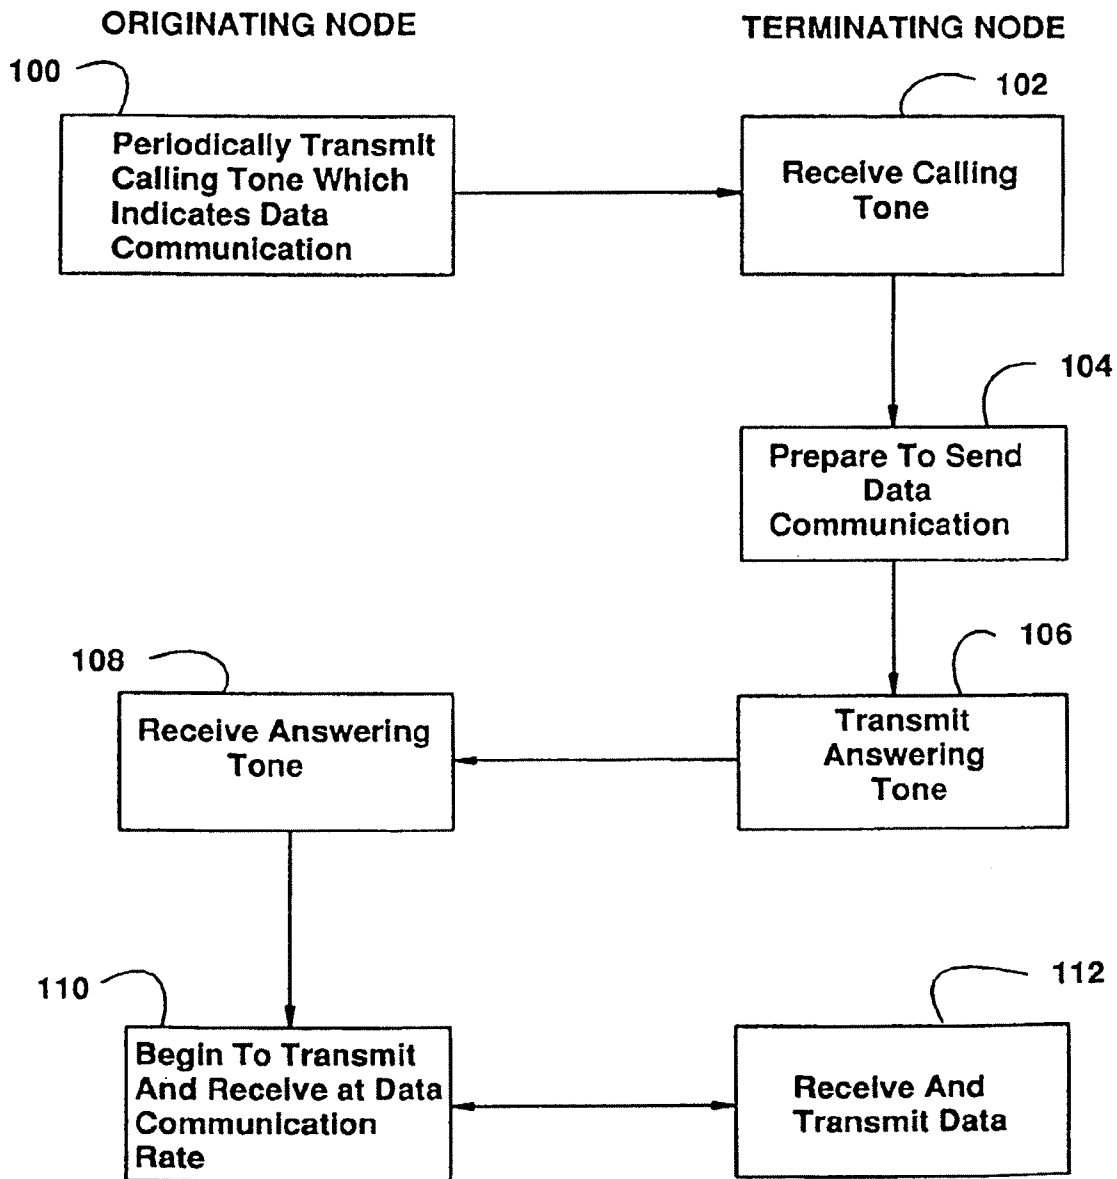 ORIGINATING NODE
TERMINATING NODE
100
102
Periodically Transmit
Calling Tone Which
Indicates Data
Communication
Receive Calling
Tone
104
Prepare To Send
Data
Communication
106
108
Transmit
Answering
Tone
Receive Answering
Tone
110
112
Begin To Transmit
And Receive at Data
Communication
Rate
Receive And
Transmit Data